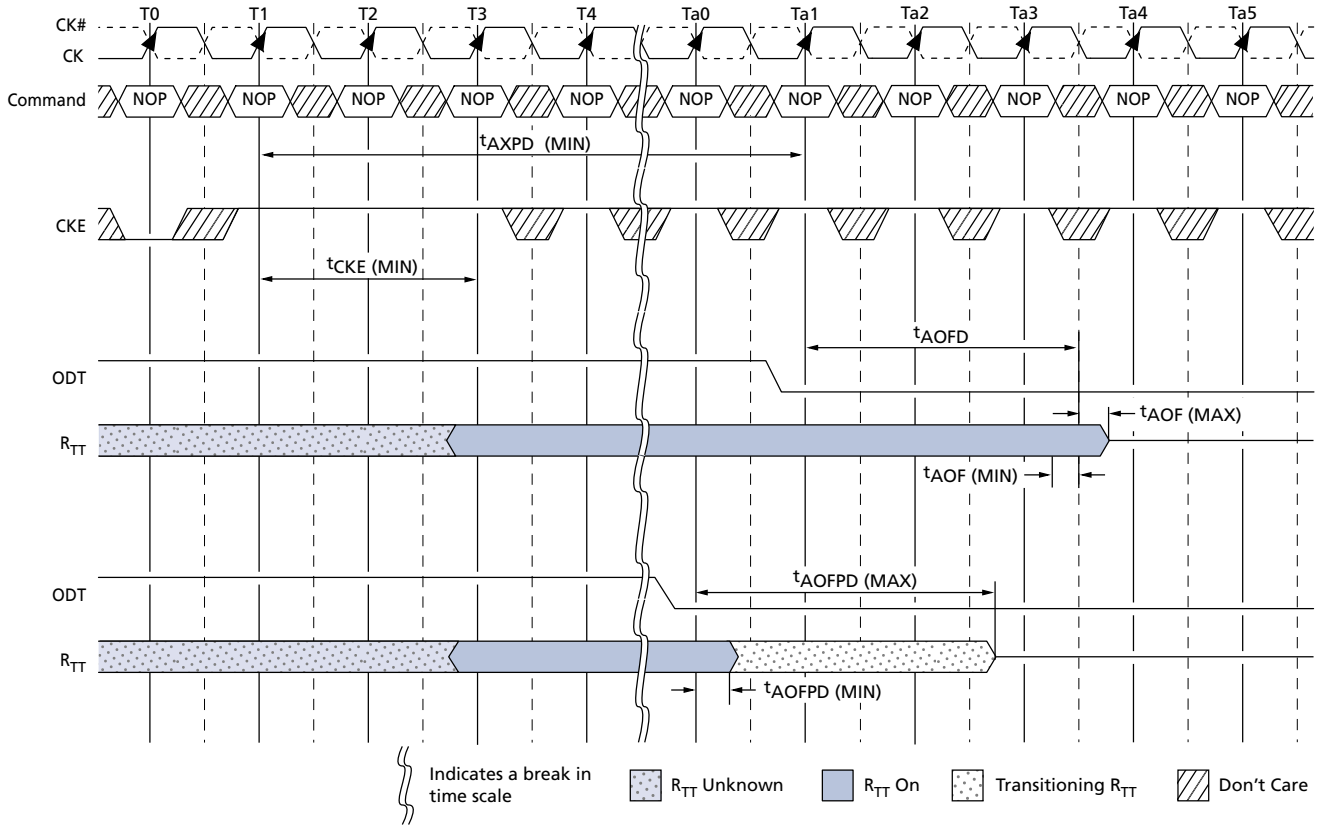 T0 T1 T2 T3 T4 Ta0 Ta1 Ta2 Ta3 Ta4 Ta5
CK#
CK
Command NOP NOP NOP NOP NOP NOP NOP NOP NOP NOP NOP
tAXPD (MIN)
CKE
tCKE (MIN)
tAOFD
ODT
tAOF (MAX)
RTT
tAOF (MIN)
tAOFPD (MAX)
ODT
RTT
tAOFPD (MIN)
Indicates a break in
time scale
RTT Unknown
RTT On
Transitioning RTT
Don't Care